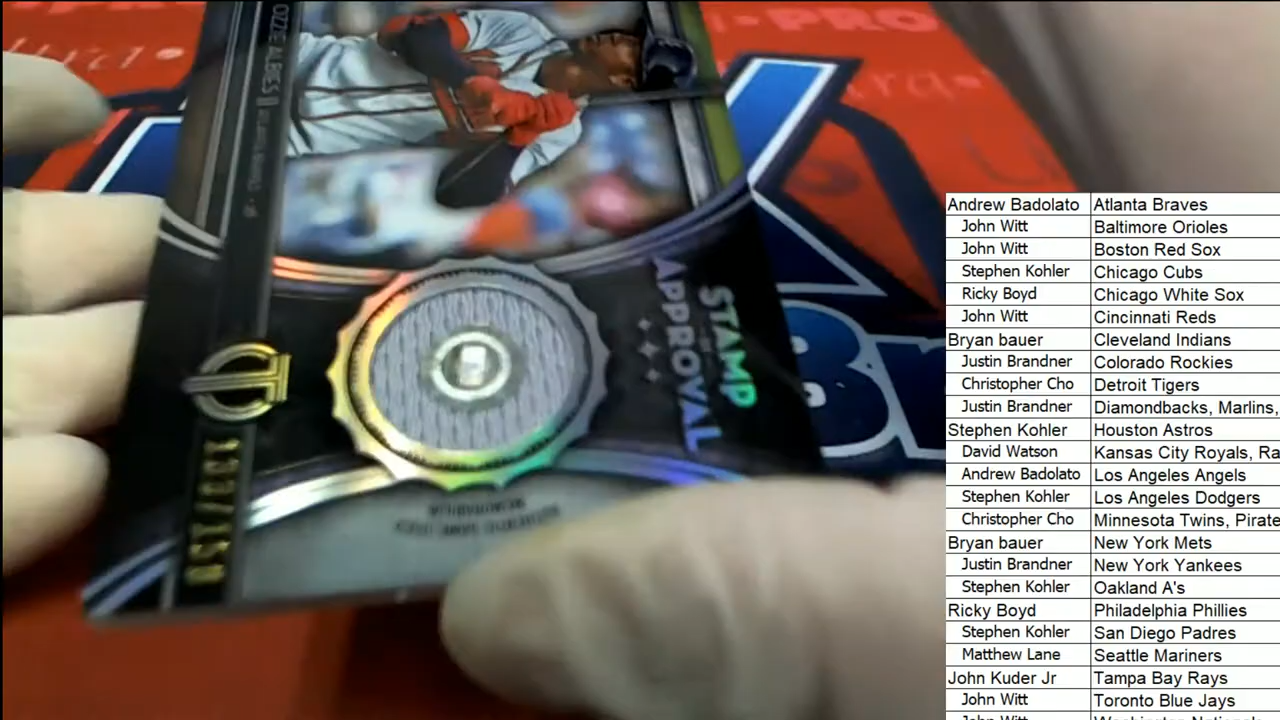 OZZIE ALBIES
STAMP
OF
APPROVAL
Andrew Badolato Atlanta Braves
John Witt Baltimore Orioles
John Witt Boston Red Sox
Stephen Kohler Chicago Cubs
Ricky Boyd Chicago White Sox
John Witt Cincinnati Reds
Bryan bauer Cleveland Indians
Justin Brandner Colorado Rockies
Christopher Cho Detroit Tigers
Justin Brandner Diamondbacks, Marlins,
Stephen Kohler Houston Astros
David Watson Kansas City Royals, Ra
Andrew Badolato Los Angeles Angels
Stephen Kohler Los Angeles Dodgers
Christopher Cho Minnesota Twins, Pirate
Bryan bauer New York Mets
Justin Brandner New York Yankees
Stephen Kohler Oakland A's
Ricky Boyd Philadelphia Phillies
Stephen Kohler San Diego Padres
Matthew Lane Seattle Mariners
John Kuder Jr Tampa Bay Rays
John Witt Toronto Blue Jays
John Witt Washington Nationals